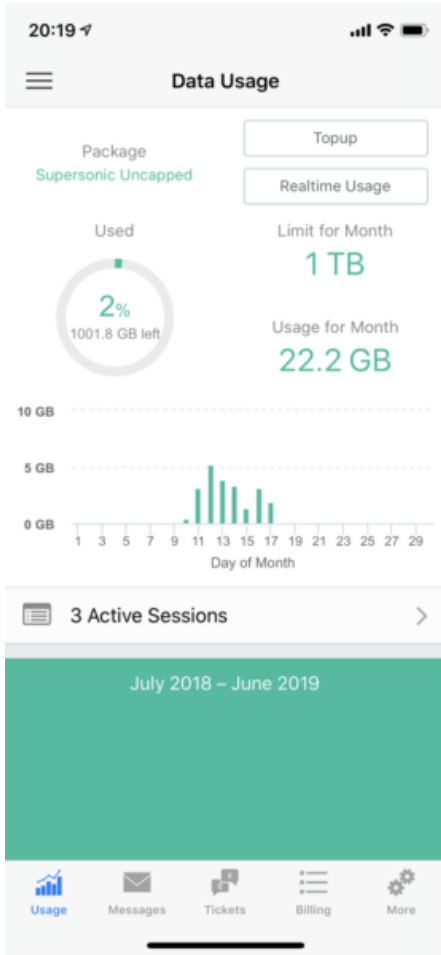 20:19
Data Usage
Package
Supersonic Uncapped
Topup
Realtime Usage
Used
2%
1001.8 GB left
Limit for Month
1 TB
Usage for Month
22.2 GB
10 GB
5 GB
0 GB
1 3 5 7 9 11 13 15 17 19 21 23 25 27 29
Day of Month
3 Active Sessions
July 2018 – June 2019
Usage Messages Tickets Billing More